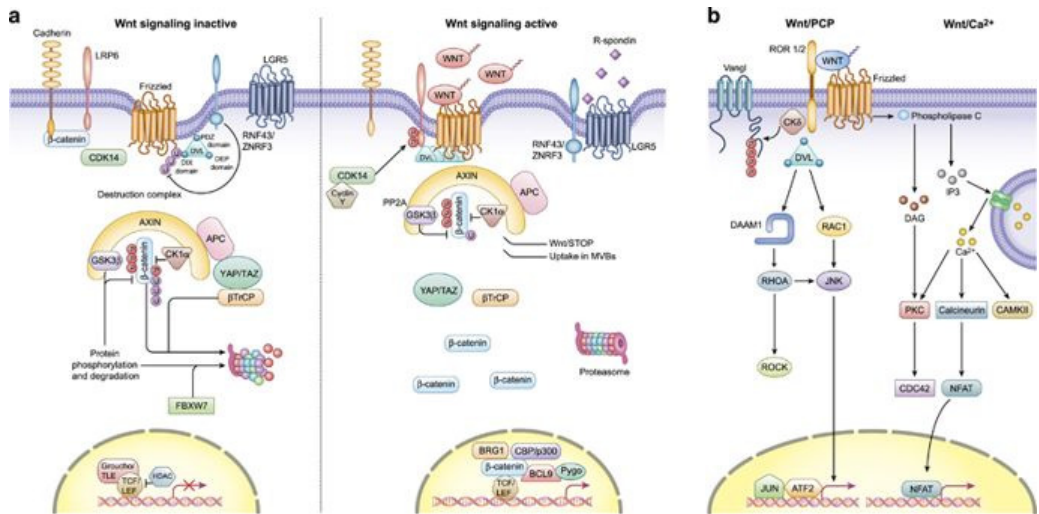 a
Wnt signaling inactive
Cadherin
LRP6
Frizzled
LGR5
β-catenin
CDK14
PDZ
domain
DVL
DIX
domain
DEP
domain
RNF43/
ZNRF3
Destruction complex
AXIN
APC
GSK3β
β-catenin
CK1α
YAP/TAZ
βTrCP
Protein
phosphorylation
and degradation
FBXW7
Grouchor
TLE
TCF/
LEF
HDAC
Wnt signaling active
WNT
WNT
WNT
R-spondin
RNF43/
ZNRF3
LGR5
DVL
CDK14
Cyclin
Y
AXIN
APC
PP2A
GSK3β
β-catenin
CK1α
Wnt/STOP
Uptake in MVBs
YAP/TAZ
βTrCP
β-catenin
β-catenin
β-catenin
Proteasome
BRG1
CBP/p300
β-catenin
BCL9
Pygo
TCF/
LEF
b
Wnt/PCP
Wnt/Ca²⁺
ROR 1/2
WNT
Vangl
Frizzled
CKδ
DVL
Phospholipase C
IP3
DAG
Ca²⁺
DAAM1
RAC1
RHOA
JNK
PKC
Calcineurin
CAMKII
ROCK
CDC42
NFAT
JUN
ATF2
NFAT